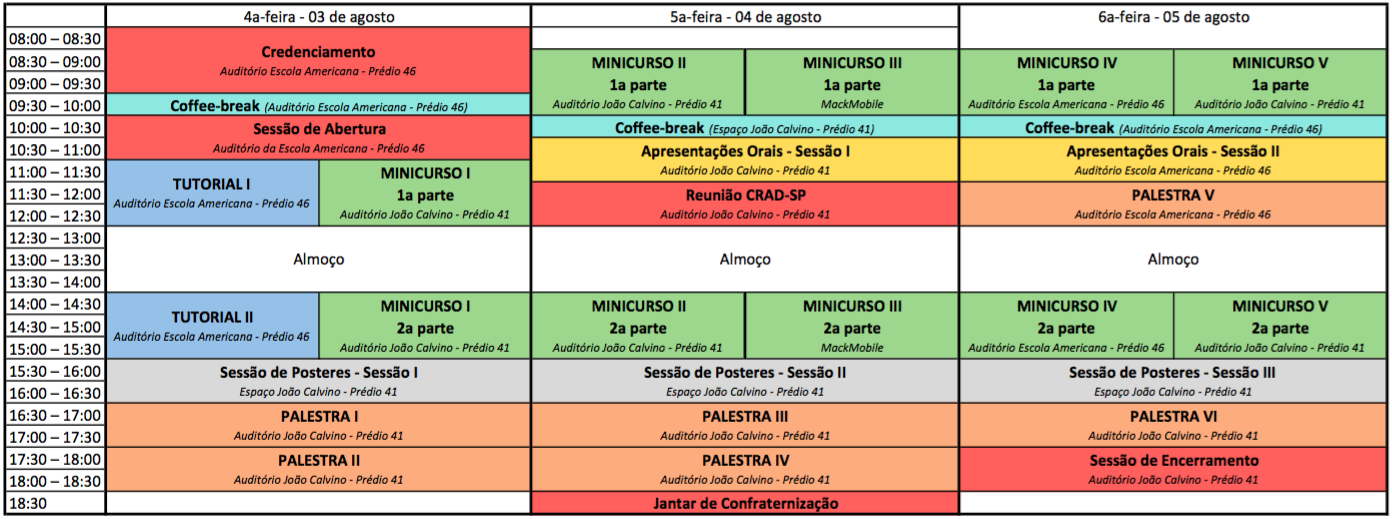 4a-feira - 03 de agosto 5a-feira - 04 de agosto 6a-feira - 05 de agosto
08:00 – 08:30
08:30 – 09:00
09:00 – 09:30
09:30 – 10:00
10:00 – 10:30
10:30 – 11:00
11:00 – 11:30
11:30 – 12:00
12:00 – 12:30
12:30 – 13:00
13:00 – 13:30
13:30 – 14:00
14:00 – 14:30
14:30 – 15:00
15:00 – 15:30
15:30 – 16:00
16:00 – 16:30
16:30 – 17:00
17:00 – 17:30
17:30 – 18:00
18:00 – 18:30
18:30
Credenciamento
Auditório Escola Americana - Prédio 46
Coffee-break (Auditório Escola Americana - Prédio 46)
Sessão de Abertura
Auditório da Escola Americana - Prédio 46
TUTORIAL I
Auditório Escola Americana - Prédio 46
MINICURSO I
1a parte
Auditório João Calvino - Prédio 41
Almoço
TUTORIAL II
Auditório Escola Americana - Prédio 46
MINICURSO I
2a parte
Auditório João Calvino - Prédio 41
Sessão de Posteres - Sessão I
Espaço João Calvino - Prédio 41
PALESTRA I
Auditório João Calvino - Prédio 41
PALESTRA II
Auditório João Calvino - Prédio 41
MINICURSO II
1a parte
Auditório João Calvino - Prédio 41
MINICURSO III
1a parte
MackMobile
Coffee-break (Espaço João Calvino - Prédio 41)
Apresentações Orais - Sessão I
Auditório João Calvino - Prédio 41
Reunião CRAD-SP
Auditório João Calvino - Prédio 41
Almoço
MINICURSO II
2a parte
Auditório João Calvino - Prédio 41
MINICURSO III
2a parte
MackMobile
Sessão de Posteres - Sessão II
Espaço João Calvino - Prédio 41
PALESTRA III
Auditório João Calvino - Prédio 41
PALESTRA IV
Auditório João Calvino - Prédio 41
Jantar de Confraternização
MINICURSO IV
1a parte
Auditório Escola Americana - Prédio 46
MINICURSO V
1a parte
Auditório João Calvino - Prédio 41
Coffee-break (Auditório Escola Americana - Prédio 46)
Apresentações Orais - Sessão II
Auditório Escola Americana - Prédio 46
PALESTRA V
Auditório Escola Americana - Prédio 46
Almoço
MINICURSO IV
2a parte
Auditório Escola Americana - Prédio 46
MINICURSO V
2a parte
Auditório João Calvino - Prédio 41
Sessão de Posteres - Sessão III
Espaço João Calvino - Prédio 41
PALESTRA VI
Auditório João Calvino - Prédio 41
Sessão de Encerramento
Auditório João Calvino - Prédio 41